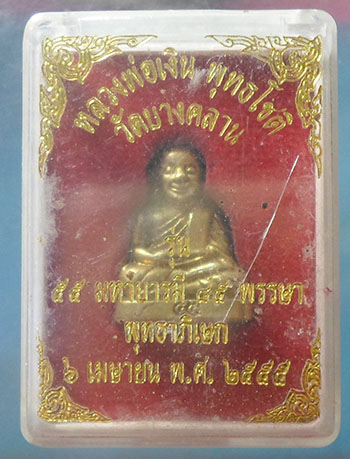 หลวงพ่อเงิน พุทธโชติ
วัดบางคลาน
รุ่น
๕๕ มหาบารมี ๔๕ พรรษา
พุทธาภิเษก
๖ เมษายน พ.ศ. ๒๕๕๕